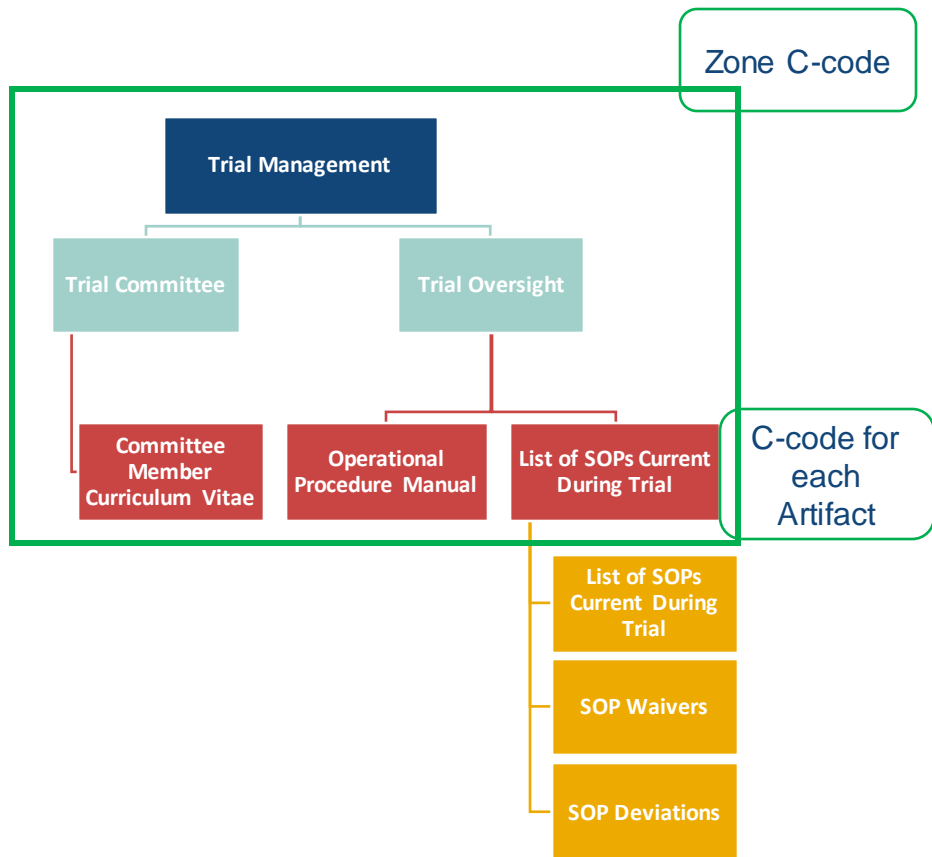 Zone C-code
Trial Management
Trial Committee
Trial Oversight
Committee
Member
Curriculum Vitae
Operational
Procedure Manual
List of SOPs Current
During Trial
C-code for
each
Artifact
List of SOPs
Current During
Trial
SOP Waivers
SOP Deviations